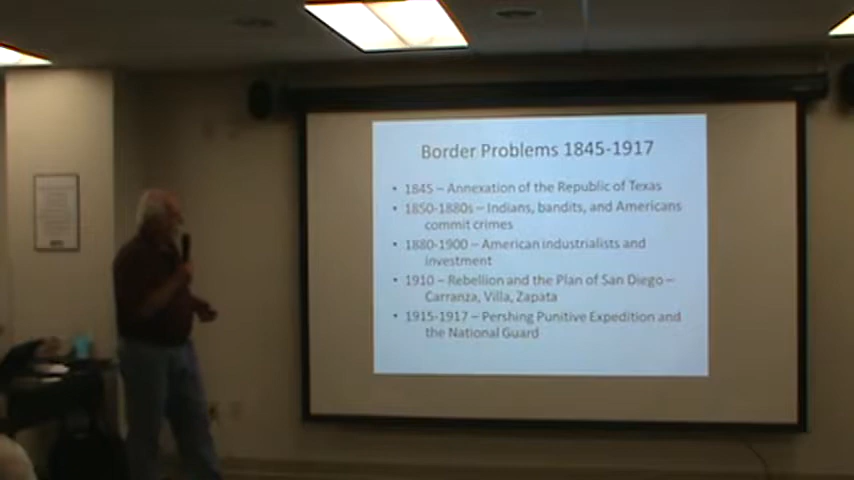 Border Problems 1845-1917
• 1845 – Annexation of the Republic of Texas
• 1850-1880s – Indians, bandits, and Americans
commit crimes
• 1880-1900 – American industrialists and
investment
• 1910 – Rebellion and the Plan of San Diego –
Carranza, Villa, Zapata
• 1915-1917 – Pershing Punitive Expedition and
the National Guard